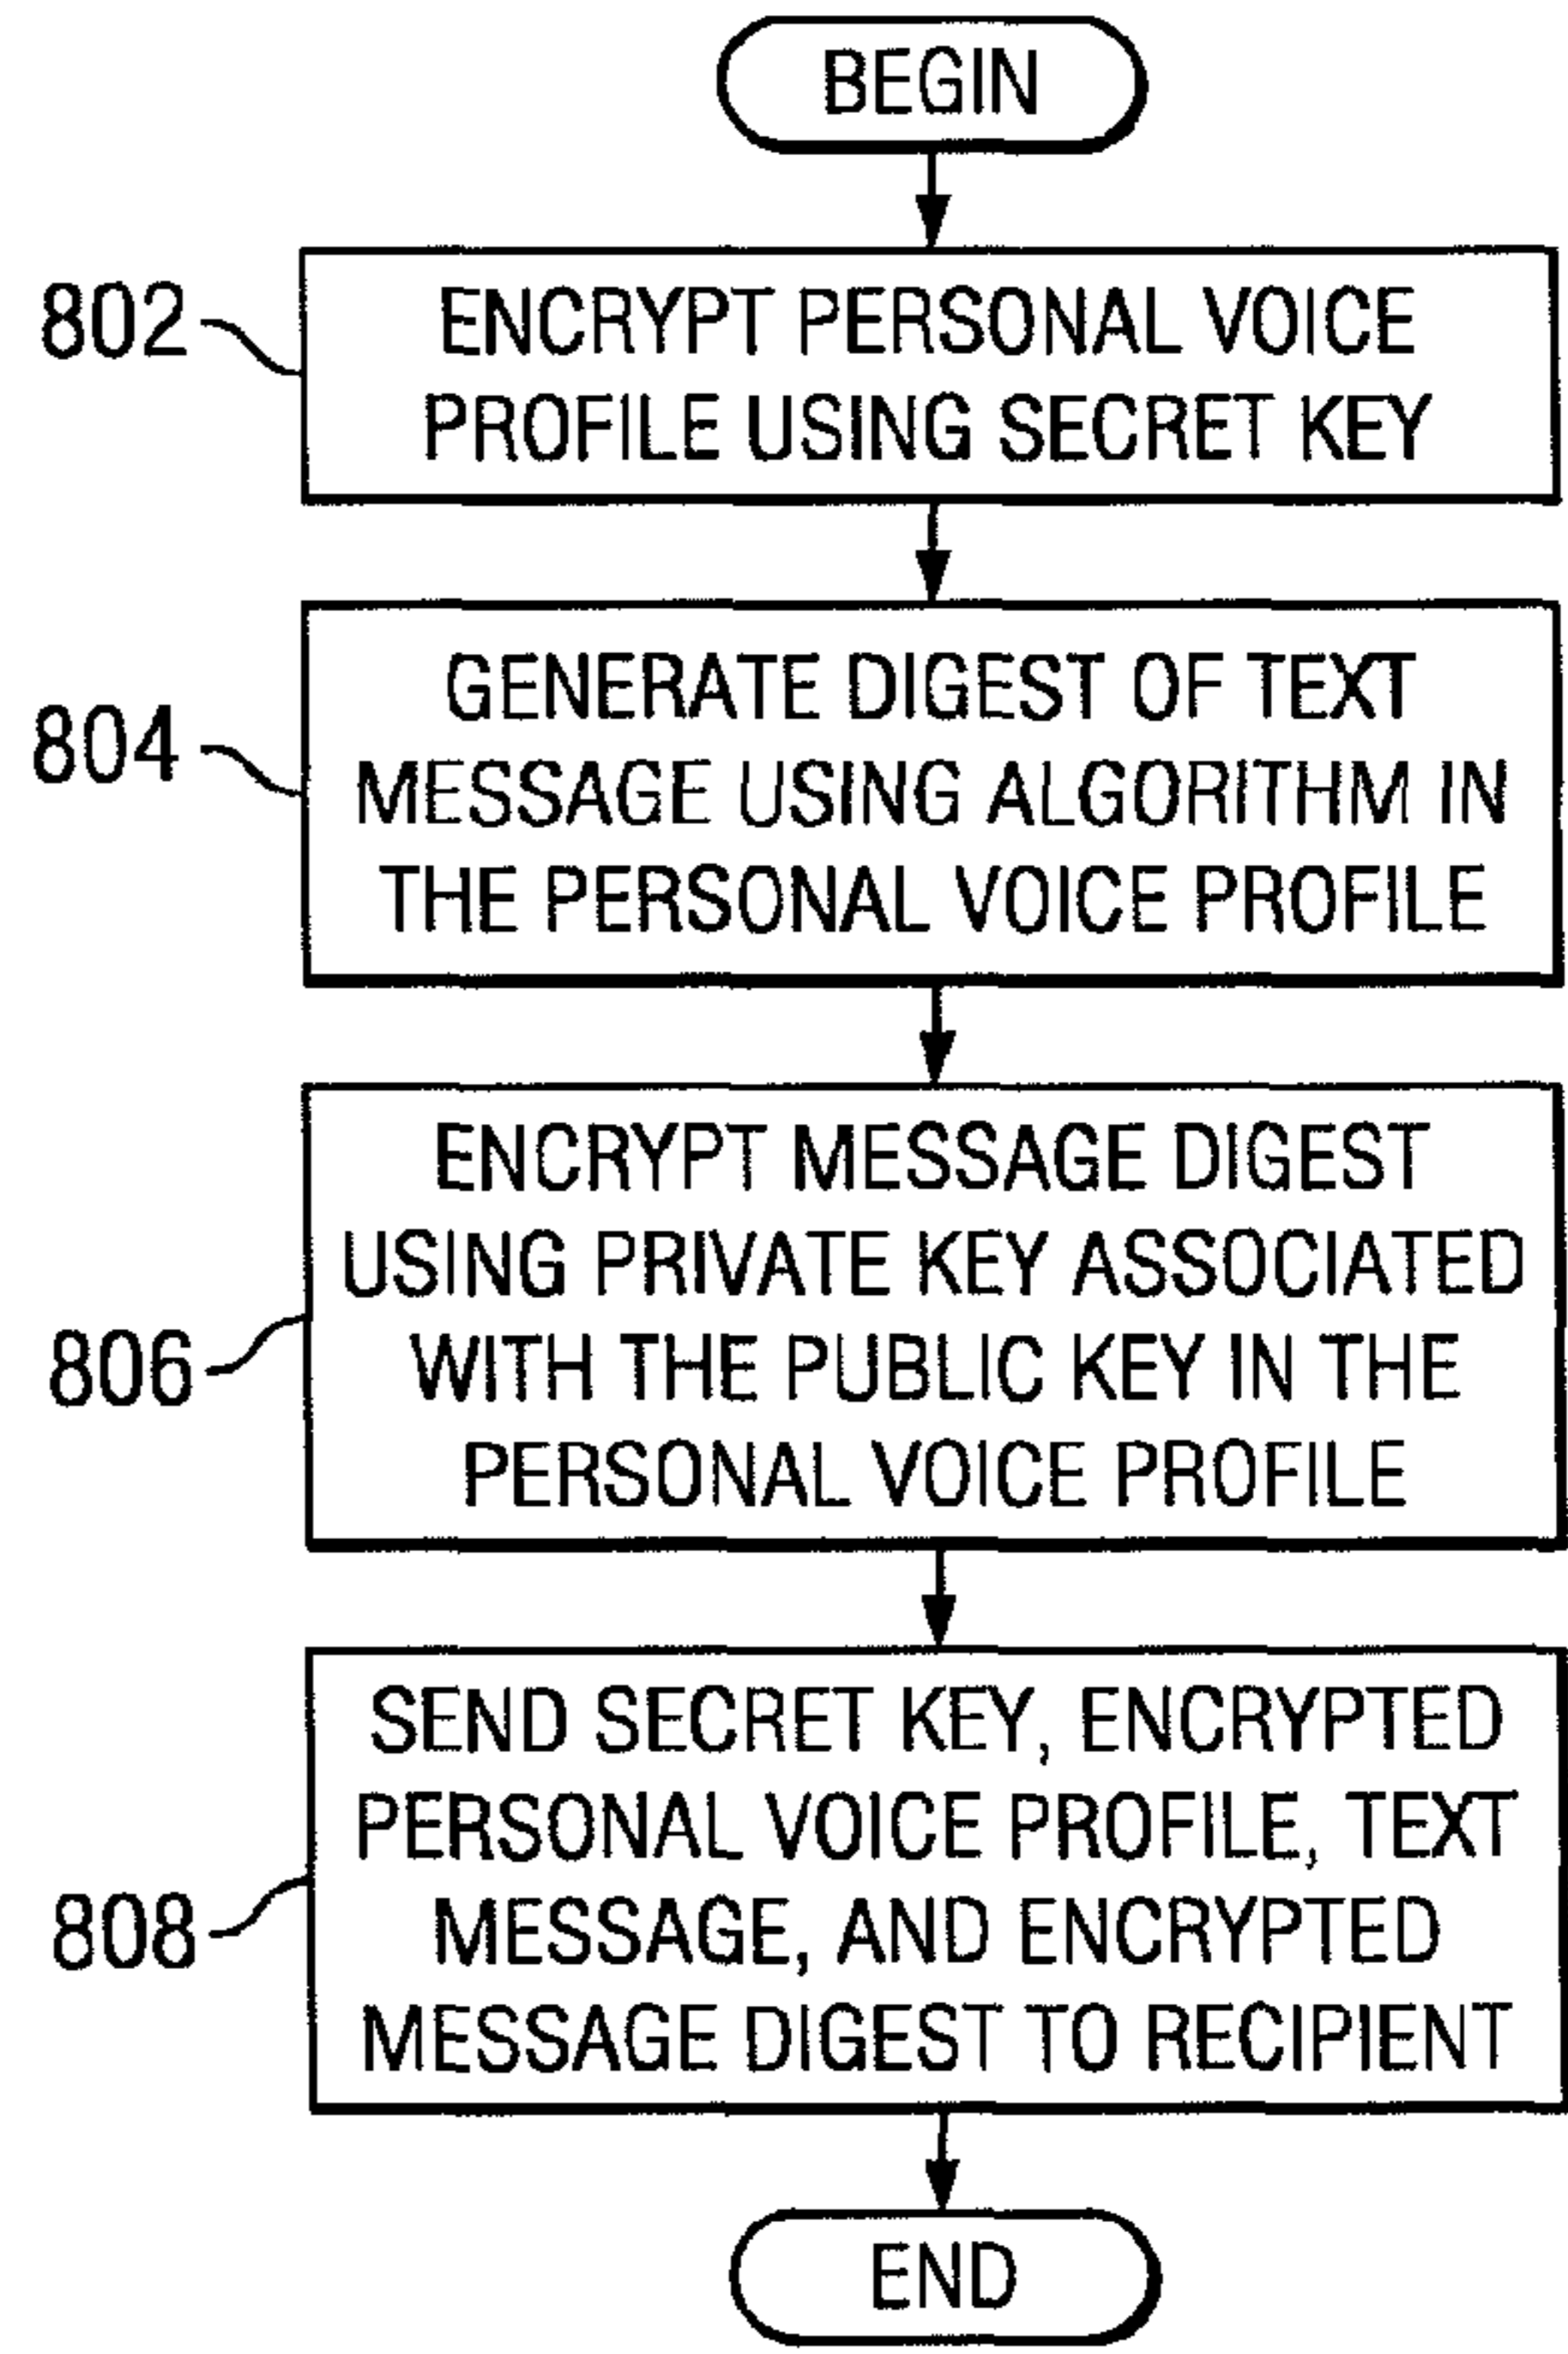 BEGIN
802
ENCRYPT PERSONAL VOICE
PROFILE USING SECRET KEY
804
GENERATE DIGEST OF TEXT
MESSAGE USING ALGORITHM IN
THE PERSONAL VOICE PROFILE
806
ENCRYPT MESSAGE DIGEST
USING PRIVATE KEY ASSOCIATED
WITH THE PUBLIC KEY IN THE
PERSONAL VOICE PROFILE
808
SEND SECRET KEY, ENCRYPTED
PERSONAL VOICE PROFILE, TEXT
MESSAGE, AND ENCRYPTED
MESSAGE DIGEST TO RECIPIENT
END